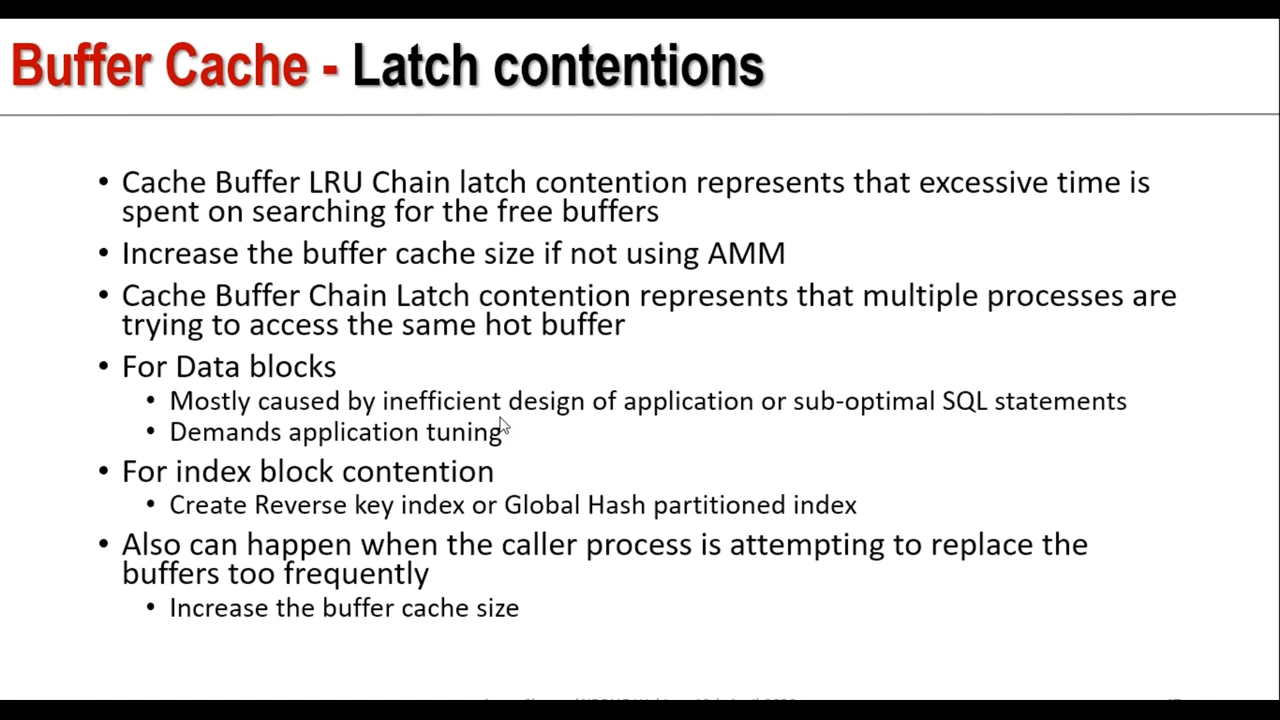 Buffer Cache - Latch contentions
• Cache Buffer LRU Chain latch contention represents that excessive time is
spent on searching for the free buffers
• Increase the buffer cache size if not using AMM
• Cache Buffer Chain Latch contention represents that multiple processes are
trying to access the same hot buffer
• For Data blocks
• Mostly caused by inefficient design of application or sub-optimal SQL statements
• Demands application tuning
• For index block contention
• Create Reverse key index or Global Hash partitioned index
• Also can happen when the caller process is attempting to replace the
buffers too frequently
• Increase the buffer cache size